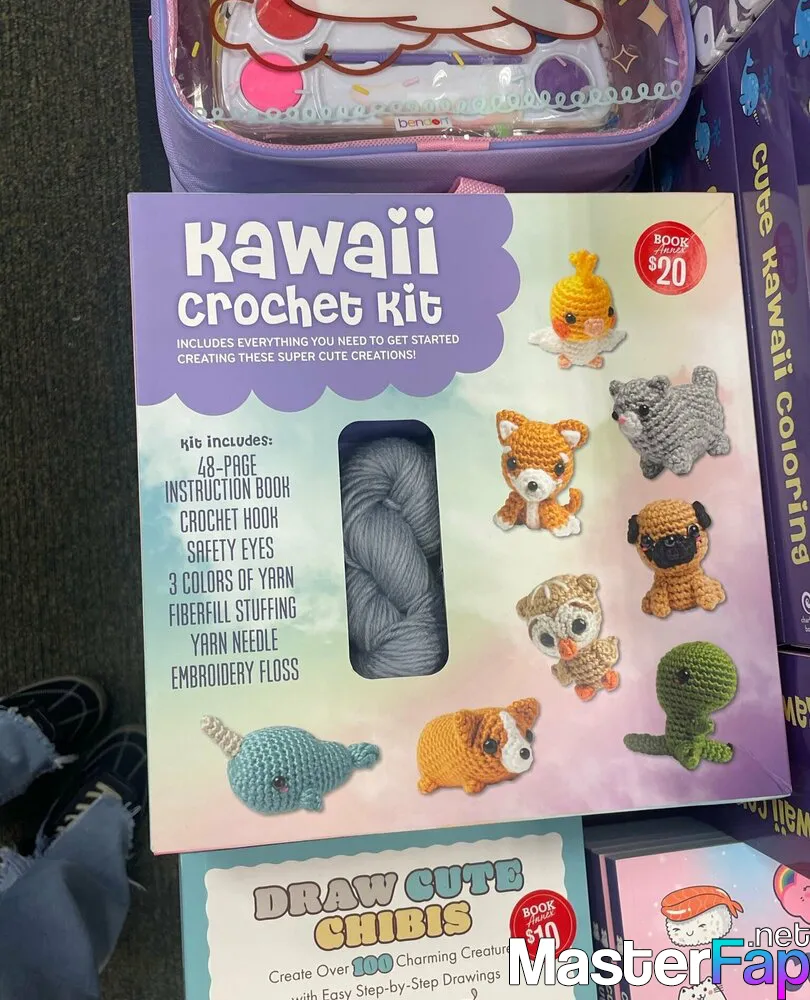 bendon
Kawaii
crochet kit
INCLUDES EVERYTHING YOU NEED TO GET STARTED
CREATING THESE SUPER CUTE CREATIONS!
BOOK
Annex
$20
kit includes:
48-PAGE
INSTRUCTION BOOK
CROCHET HOOK
SAFETY EYES
3 COLORS OF YARN
FIBERFILL STUFFING
YARN NEEDLE
EMBROIDERY FLOSS
cute kawaii coloring
DRAW CUTE
CHIBIS
Create Over 100 Charming Creatur
with Easy Step-by-Step Drawings
BOOK
Annex
$10
MasterFap
.net